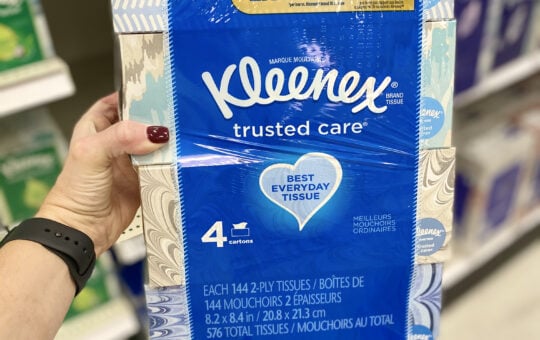 MARQUE MOUCHOIRS
Kleenex®
BRAND
TISSUE
trusted care®
BEST
EVERYDAY
TISSUE
4 cartons
MEILLEURS
MOUCHOIRS
ORDINAIRES
EACH 144 2-PLY TISSUES / BOÎTES DE
144 MOUCHOIRS 2 ÉPAISSEURS
8.2 x 8.4 in / 20.8 x 21.3 cm
576 TOTAL TISSUES / MOUCHOIRS AU TOTAL